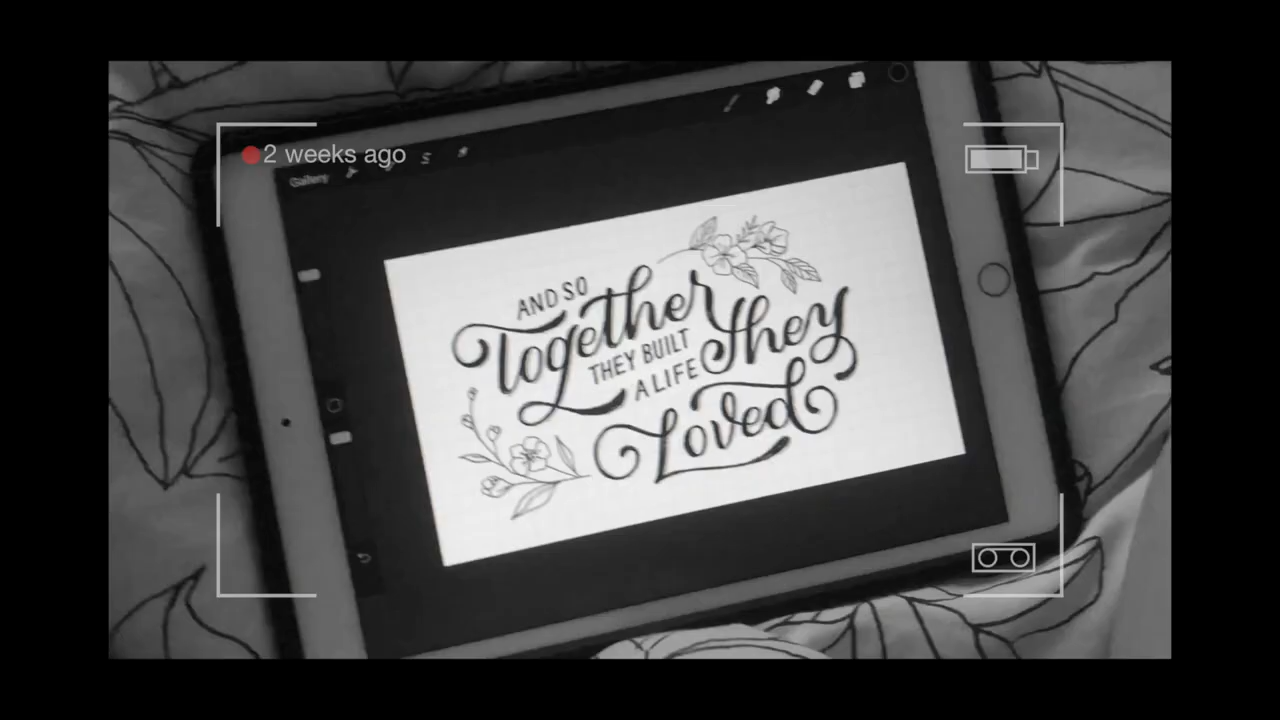 2 weeks ago
Gallery
AND SO
Together
THEY BUILT
A LIFE
They
Loved